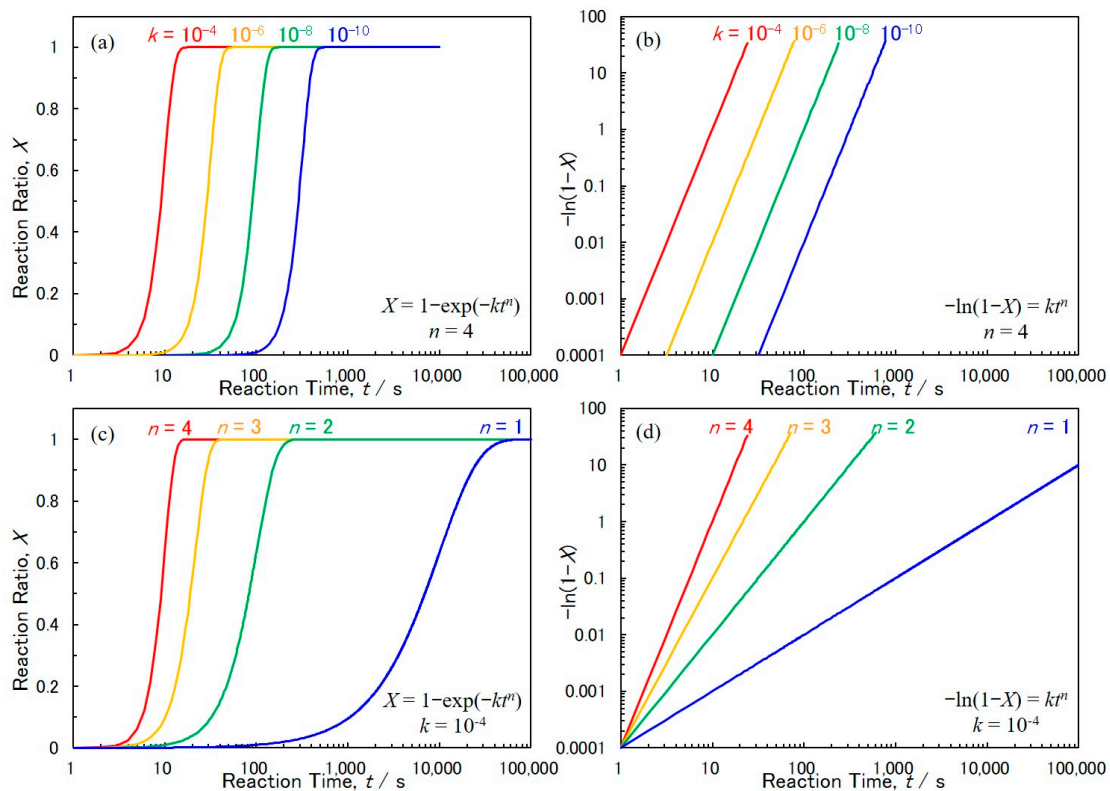 (a)
k = 10⁻⁴ 10⁻⁶ 10⁻⁸ 10⁻¹⁰
1
0.8
0.6
0.4
0.2
0
Reaction Ratio, X
X = 1−exp(−ktⁿ)
n = 4
1 10 100 1,000 10,000 100,000
Reaction Time, t / s
(b)
k = 10⁻⁴ 10⁻⁶ 10⁻⁸ 10⁻¹⁰
100
10
1
0.1
0.01
0.001
0.0001
−ln(1−X)
−ln(1−X) = ktⁿ
n = 4
1 10 100 1,000 10,000 100,000
Reaction Time, t / s
(c)
n = 4 n = 3 n = 2 n = 1
1
0.8
0.6
0.4
0.2
0
Reaction Ratio, X
X = 1−exp(−ktⁿ)
k = 10⁻⁴
1 10 100 1,000 10,000 100,000
Reaction Time, t / s
(d)
n = 4 n = 3 n = 2 n = 1
100
10
1
0.1
0.01
0.001
0.0001
−ln(1−X)
−ln(1−X) = ktⁿ
k = 10⁻⁴
1 10 100 1,000 10,000 100,000
Reaction Time, t / s